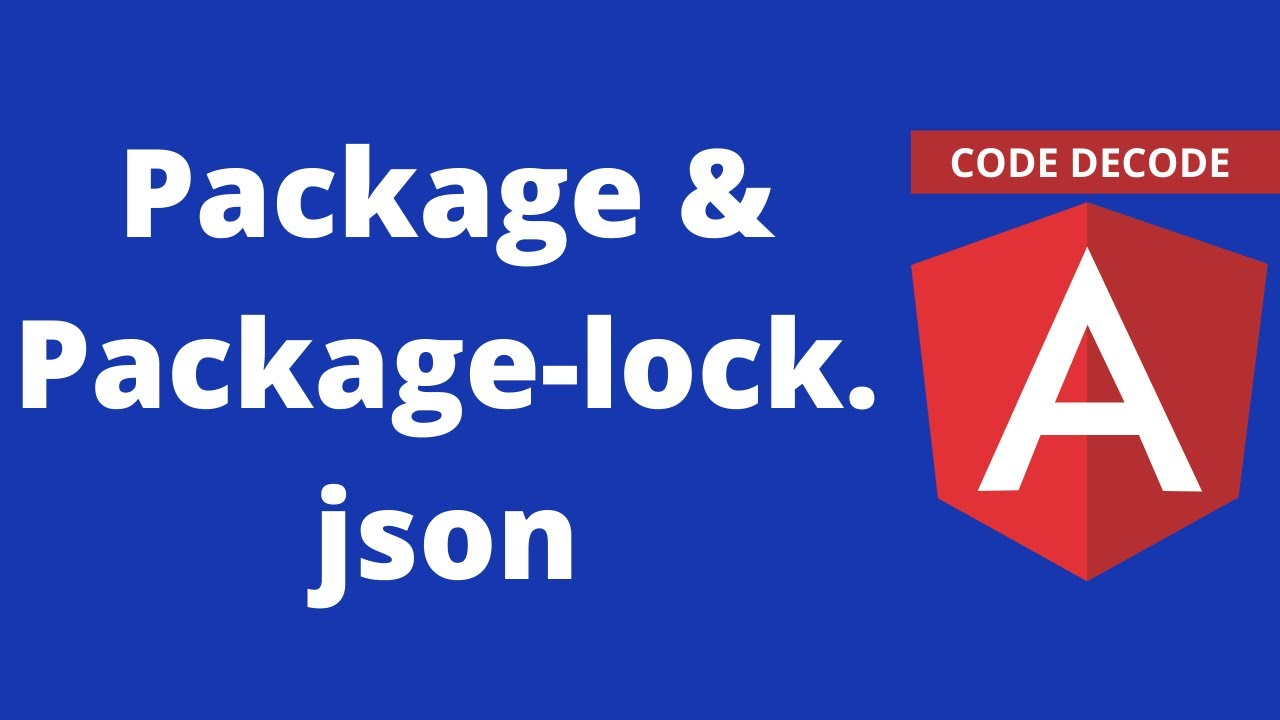 Package &
Package-lock.
json
CODE DECODE